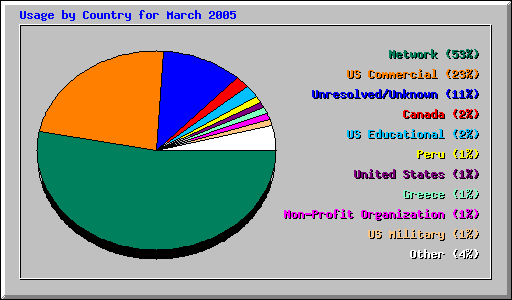 Usage by Country for March 2005
Network (53%)
US Commercial (23%)
Unresolved/Unknown (11%)
Canada (2%)
US Educational (2%)
Peru (1%)
United States (1%)
Greece (1%)
Non-Profit Organization (1%)
US Military (1%)
Other (4%)